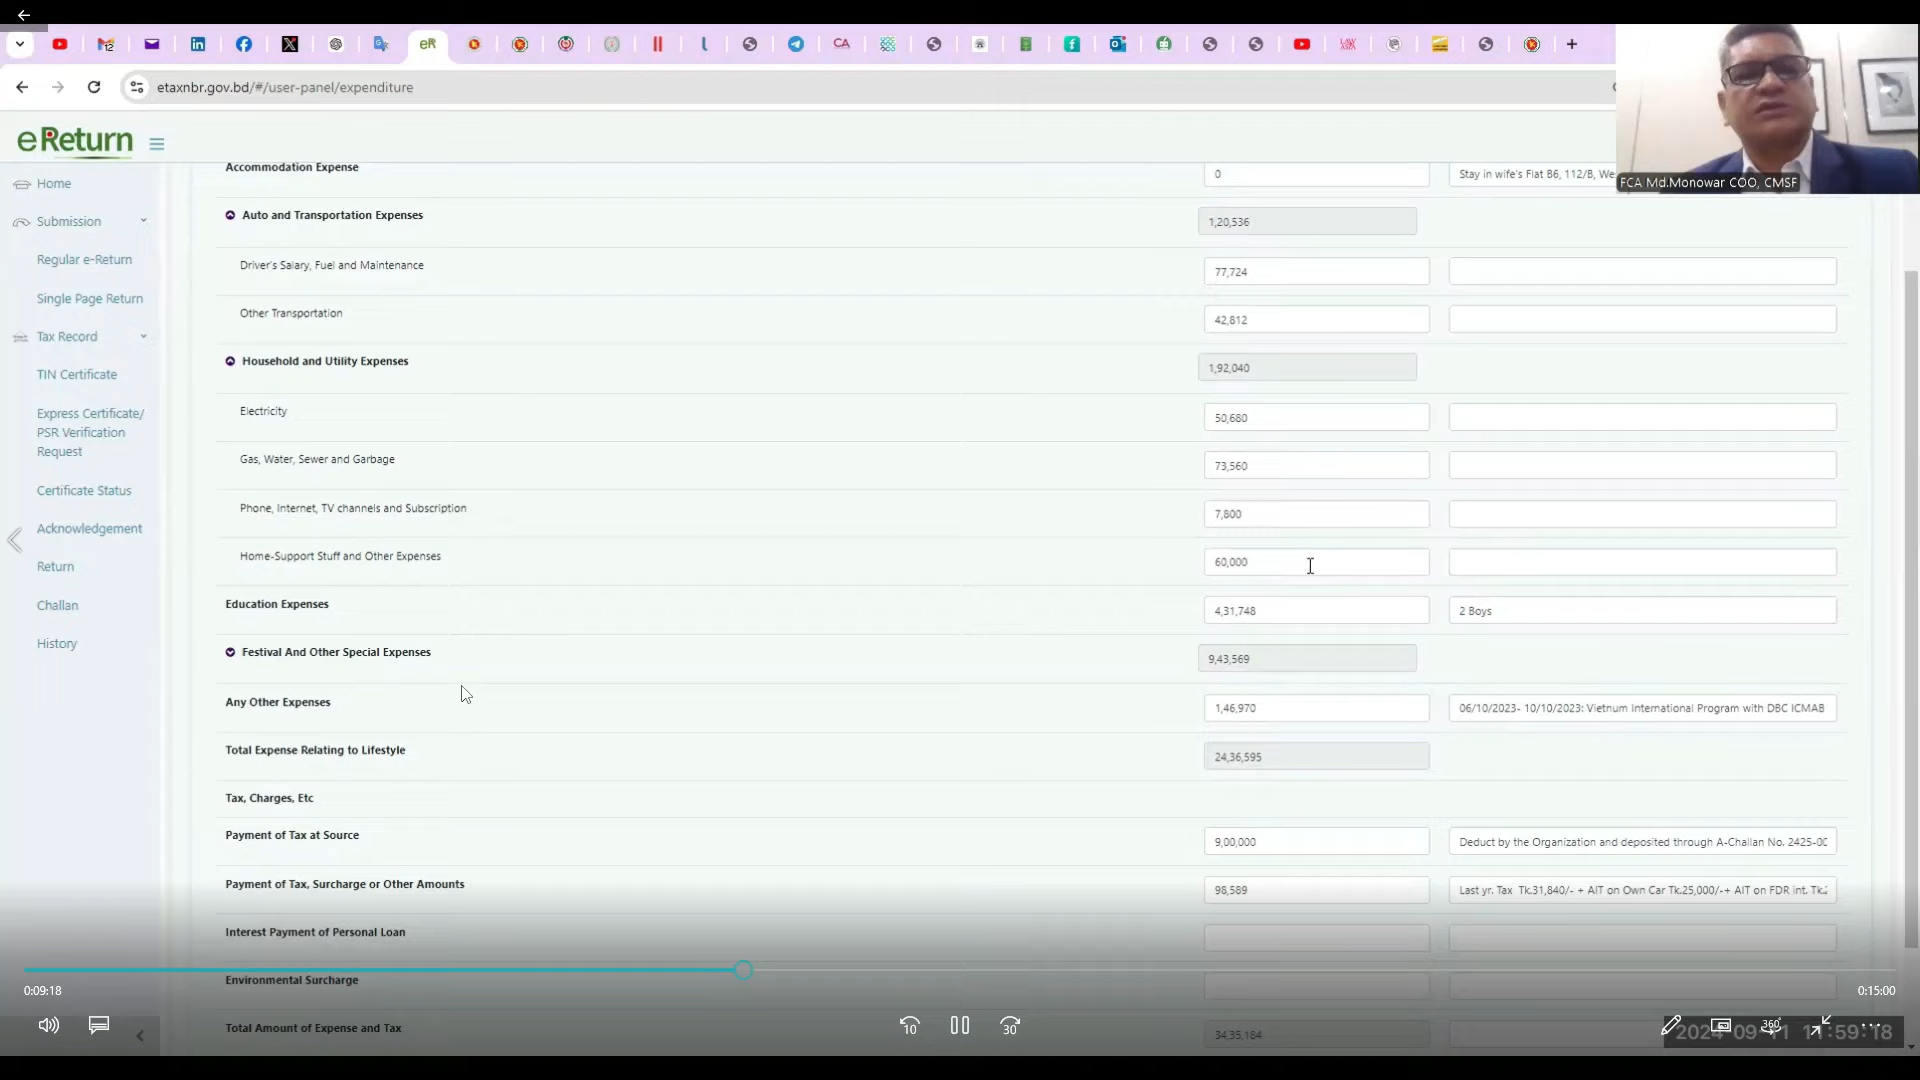 etaxnbr.gov.bd/#/user-panel/expenditure
eReturn
FCA Md.Monowar COO, CMSF
Home
Submission
Regular e-Return
Single Page Return
Tax Record
TIN Certificate
Express Certificate/
PSR Verification
Request
Certificate Status
Acknowledgement
Return
Challan
History
Accommodation Expense 0 Stay in wife's Flat B6, 112/B, We
Auto and Transportation Expenses 1,20,536
Driver's Salary, Fuel and Maintenance 77,724
Other Transportation 42,812
Household and Utility Expenses 1,92,040
Electricity 50,680
Gas, Water, Sewer and Garbage 73,560
Phone, Internet, TV channels and Subscription 7,800
Home-Support Stuff and Other Expenses 60,000
Education Expenses 4,31,748 2 Boys
Festival And Other Special Expenses 9,43,569
Any Other Expenses 1,46,970 06/10/2023- 10/10/2023: Vietnum International Program with DBC ICMAB
Total Expense Relating to Lifestyle 24,36,595
Tax, Charges, Etc
Payment of Tax at Source 9,00,000 Deduct by the Organization and deposited through A-Challan No. 2425-0C
Payment of Tax, Surcharge or Other Amounts 98,589 Last yr. Tax Tk.31,840/- + AIT on Own Car Tk.25,000/-+ AIT on FDR int. Tk.
Interest Payment of Personal Loan
Environmental Surcharge
Total Amount of Expense and Tax 34,35,184
0:09:18
0:15:00
10
30
360°
2024-09-11 11:59:18